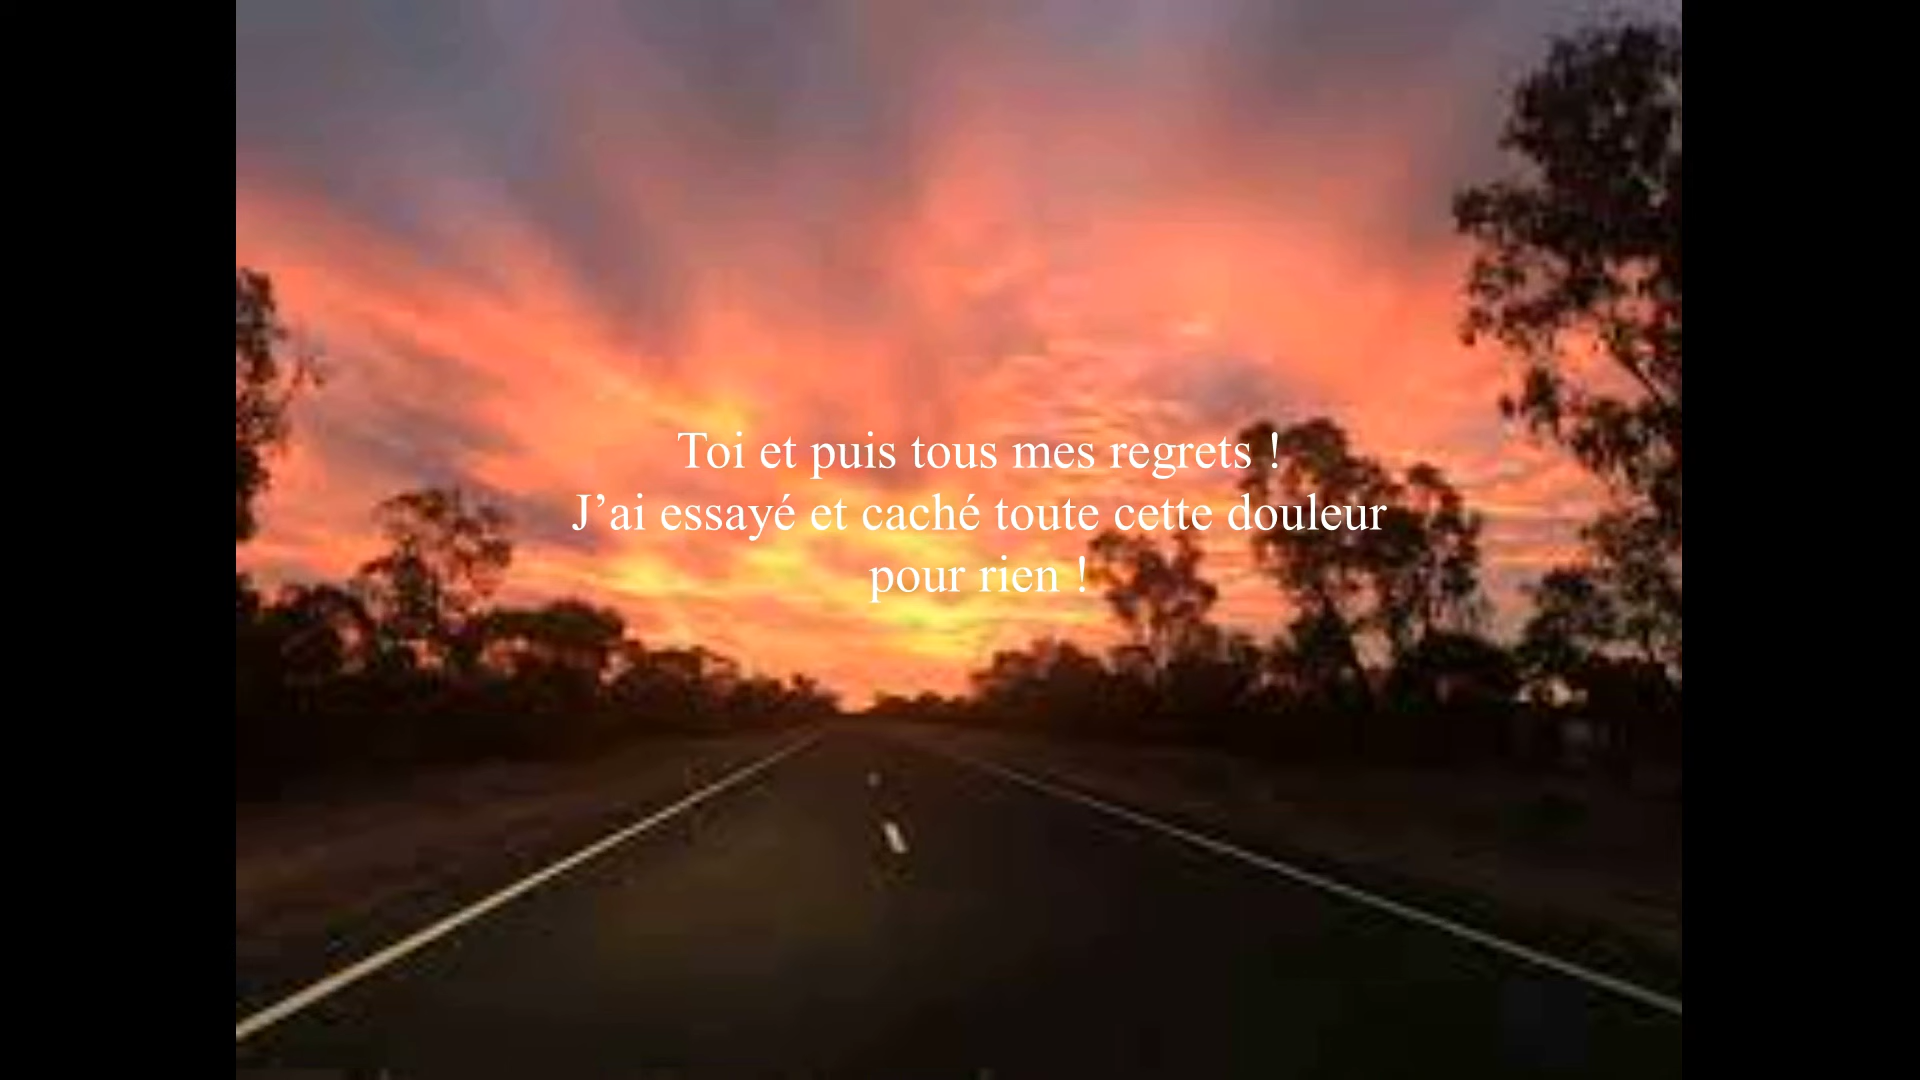 Toi et puis tous mes regrets !
J’ai essayé et caché toute cette douleur
pour rien !